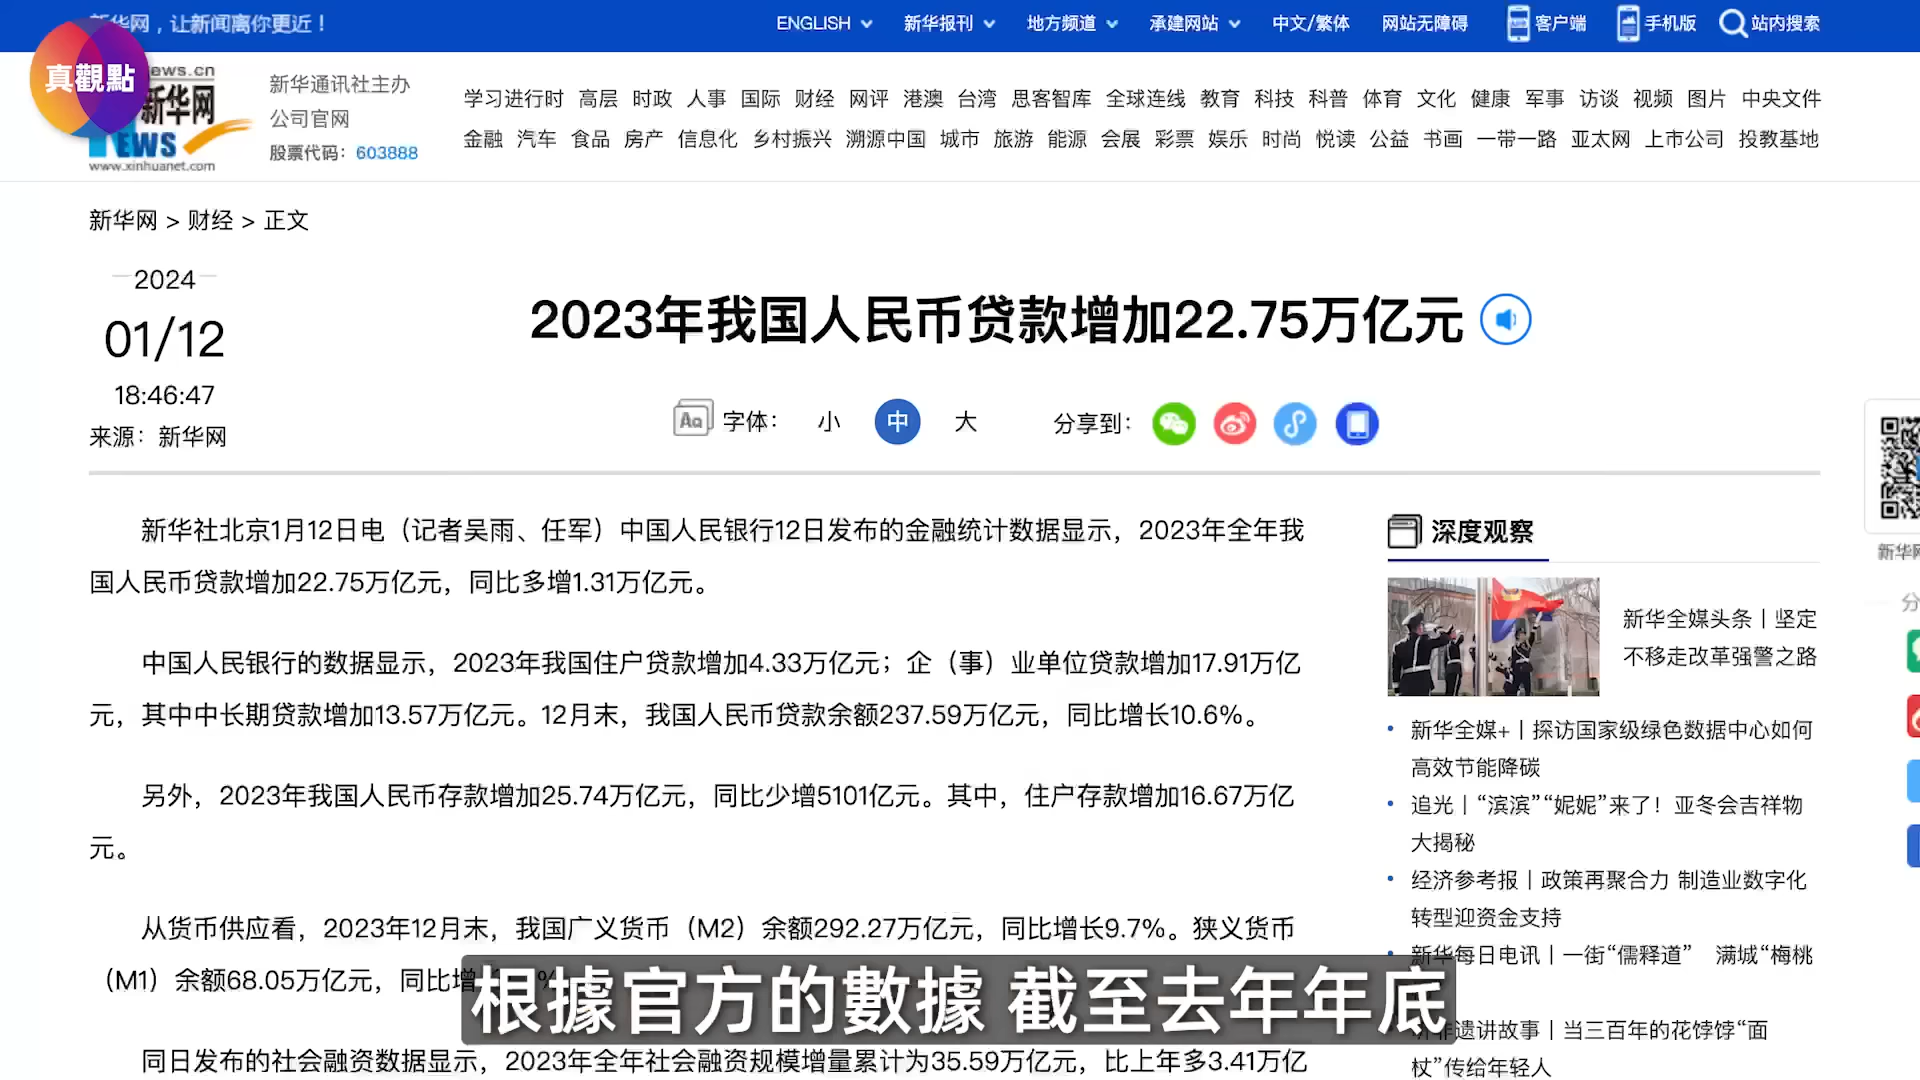 新华网，让新闻离你更近！
ENGLISH 新华报刊 地方频道 承建网站 中文/繁体 网站无障碍 客户端 手机版 站内搜索
真觀點
news.cn
新华网
NEWS
www.xinhuanet.com
新华通讯社主办
公司官网
股票代码：603888
学习进行时 高层 时政 人事 国际 财经 网评 港澳 台湾 思客智库 全球连线 教育 科技 科普 体育 文化 健康 军事 访谈 视频 图片 中央文件
金融 汽车 食品 房产 信息化 乡村振兴 溯源中国 城市 旅游 能源 会展 彩票 娱乐 时尚 悦读 公益 书画 一带一路 亚太网 上市公司 投教基地
新华网 > 财经 > 正文
2024
01/12
18:46:47
来源：新华网
2023年我国人民币贷款增加22.75万亿元
Aa 字体： 小 中 大 分享到：
新华社北京1月12日电（记者吴雨、任军）中国人民银行12日发布的金融统计数据显示，2023年全年我
国人民币贷款增加22.75万亿元，同比多增1.31万亿元。
中国人民银行的数据显示，2023年我国住户贷款增加4.33万亿元；企（事）业单位贷款增加17.91万亿
元，其中中长期贷款增加13.57万亿元。12月末，我国人民币贷款余额237.59万亿元，同比增长10.6%。
另外，2023年我国人民币存款增加25.74万亿元，同比少增5101亿元。其中，住户存款增加16.67万亿
元。
从货币供应看，2023年12月末，我国广义货币（M2）余额292.27万亿元，同比增长9.7%。狭义货币
（M1）余额68.05万亿元，同比增
同日发布的社会融资数据显示，2023年全年社会融资规模增量累计为35.59万亿元，比上年多3.41万亿
深度观察
新华全媒头条丨坚定
不移走改革强警之路
新华全媒+丨探访国家级绿色数据中心如何
高效节能降碳
追光丨“滨滨”“妮妮”来了！亚冬会吉祥物
大揭秘
经济参考报丨政策再聚合力 制造业数字化
转型迎资金支持
新华每日电讯丨一街“儒释道” 满城“梅桃
遗讲故事丨当三百年的花饽饽“面
杖”传给年轻人
新华
分
根據官方的數據 截至去年年底